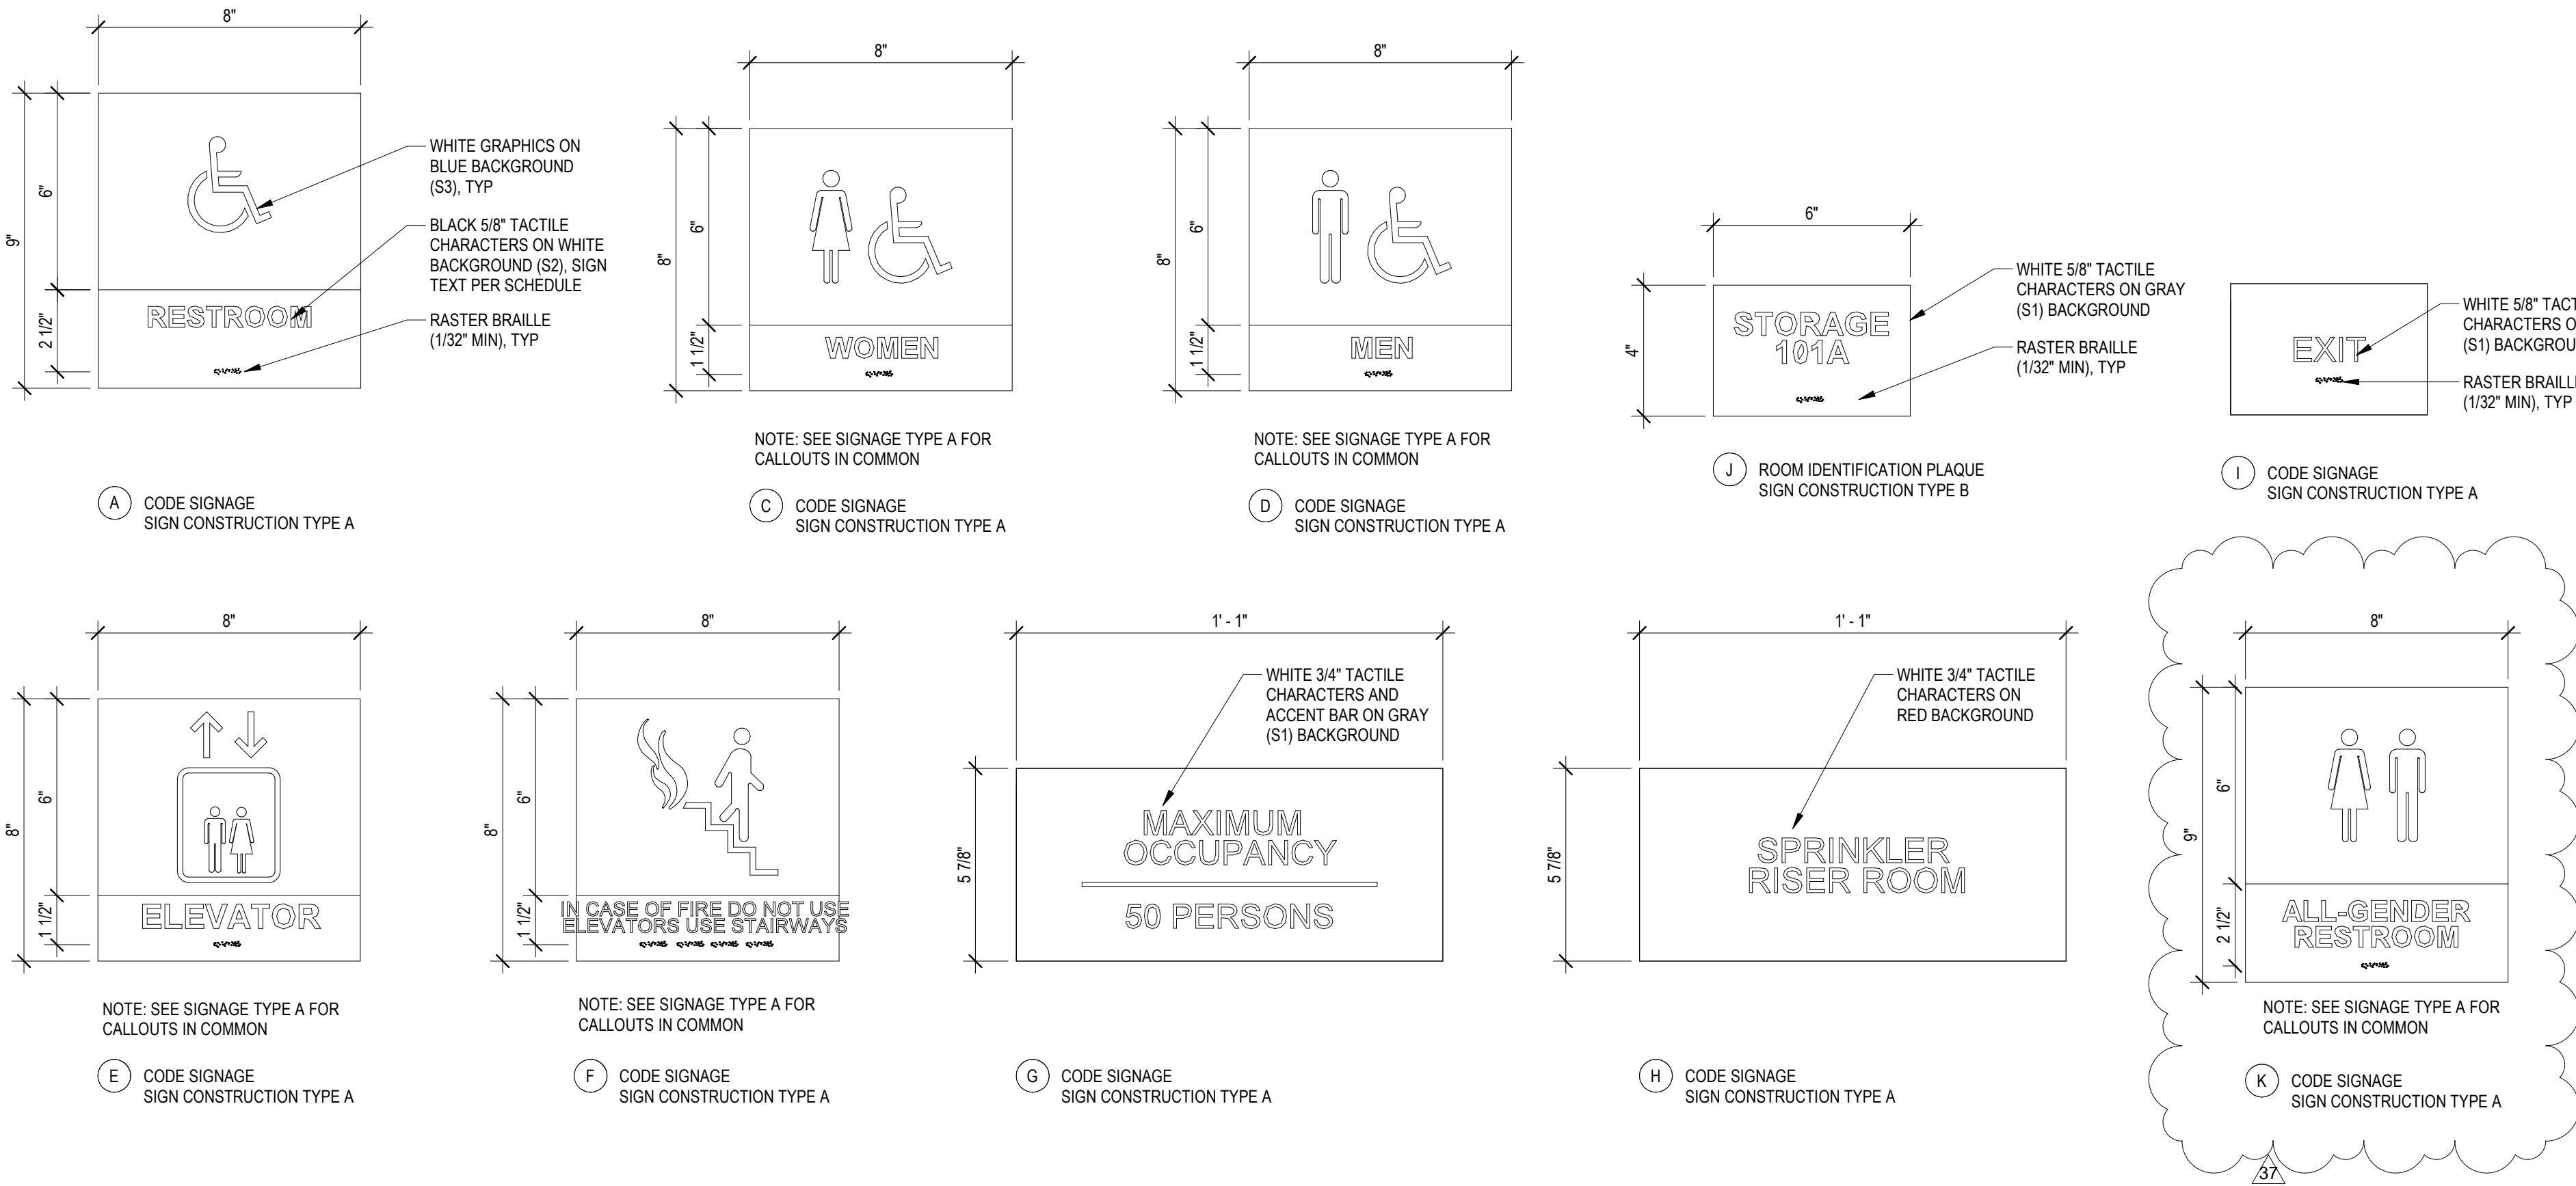 8"
9"
6"
2 1/2"
RESTROOM
WHITE GRAPHICS ON
BLUE BACKGROUND
(S3), TYP
BLACK 5/8" TACTILE
CHARACTERS ON WHITE
BACKGROUND (S2), SIGN
TEXT PER SCHEDULE
RASTER BRAILLE
(1/32" MIN), TYP
A
CODE SIGNAGE
SIGN CONSTRUCTION TYPE A
8"
8"
6"
1 1/2"
WOMEN
NOTE: SEE SIGNAGE TYPE A FOR
CALLOUTS IN COMMON
C
CODE SIGNAGE
SIGN CONSTRUCTION TYPE A
8"
8"
6"
1 1/2"
MEN
NOTE: SEE SIGNAGE TYPE A FOR
CALLOUTS IN COMMON
D
CODE SIGNAGE
SIGN CONSTRUCTION TYPE A
6"
4"
STORAGE
101A
WHITE 5/8" TACTILE
CHARACTERS ON GRAY
(S1) BACKGROUND
RASTER BRAILLE
(1/32" MIN), TYP
J
ROOM IDENTIFICATION PLAQUE
SIGN CONSTRUCTION TYPE B
EXIT
WHITE 5/8"
CHARACTERS
(S1)
RASTER
(1/32" MIN), TYP
I
CODE SIGNAGE
SIGN CONSTRUCTION TYPE A
8"
8"
6"
1 1/2"
ELEVATOR
NOTE: SEE SIGNAGE TYPE A FOR
CALLOUTS IN COMMON
E
CODE SIGNAGE
SIGN CONSTRUCTION TYPE A
8"
8"
6"
1 1/2"
IN CASE OF FIRE DO NOT USE
ELEVATORS USE STAIRWAYS
NOTE: SEE SIGNAGE TYPE A FOR
CALLOUTS IN COMMON
F
CODE SIGNAGE
SIGN CONSTRUCTION TYPE A
1' - 1"
5 7/8"
WHITE 3/4" TACTILE
CHARACTERS AND
ACCENT BAR ON GRAY
(S1) BACKGROUND
MAXIMUM
OCCUPANCY
50 PERSONS
G
CODE SIGNAGE
SIGN CONSTRUCTION TYPE A
1' - 1"
5 7/8"
WHITE 3/4" TACTILE
CHARACTERS ON
RED BACKGROUND
SPRINKLER
RISER ROOM
H
CODE SIGNAGE
SIGN CONSTRUCTION TYPE A
8"
9"
6"
2 1/2"
ALL-GENDER
RESTROOM
NOTE: SEE SIGNAGE TYPE A FOR
CALLOUTS IN COMMON
K
CODE SIGNAGE
SIGN CONSTRUCTION TYPE A
37